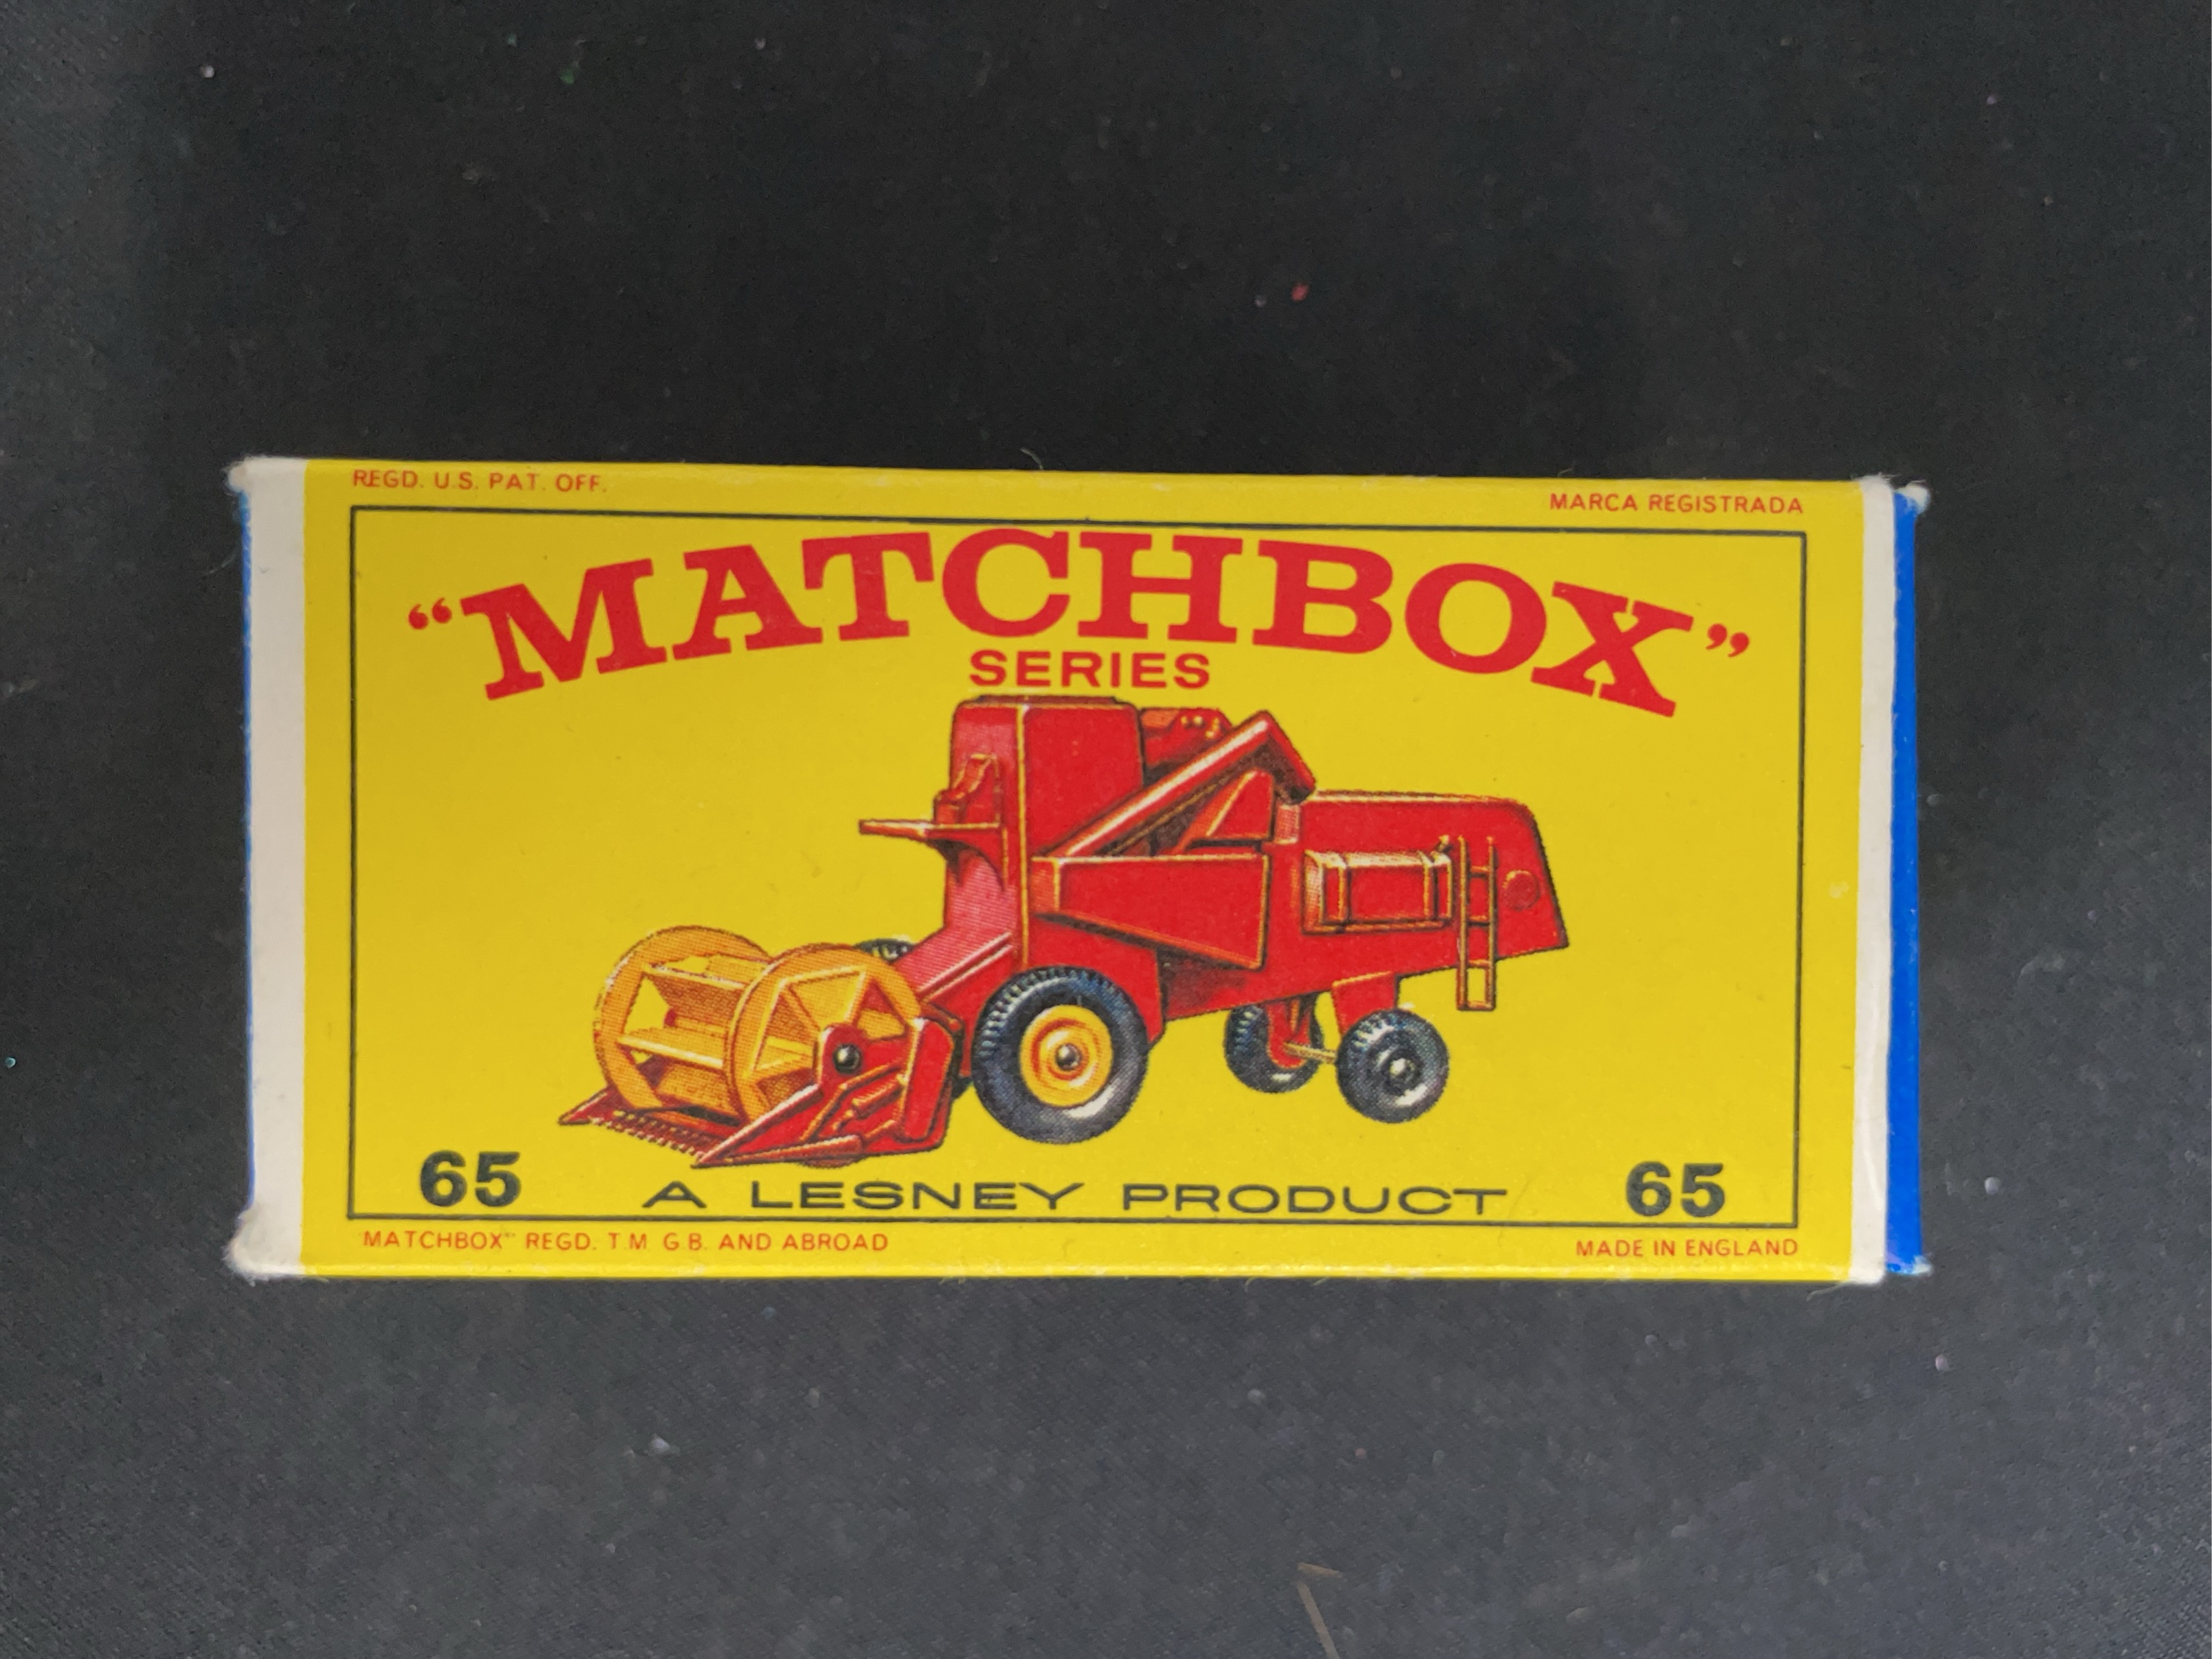 REGD. U.S. PAT. OFF.
MARCA REGISTRADA
“MATCHBOX”
SERIES
65 A LESNEY PRODUCT 65
MATCHBOX" REGD. T.M G.B. AND ABROAD
MADE IN ENGLAND